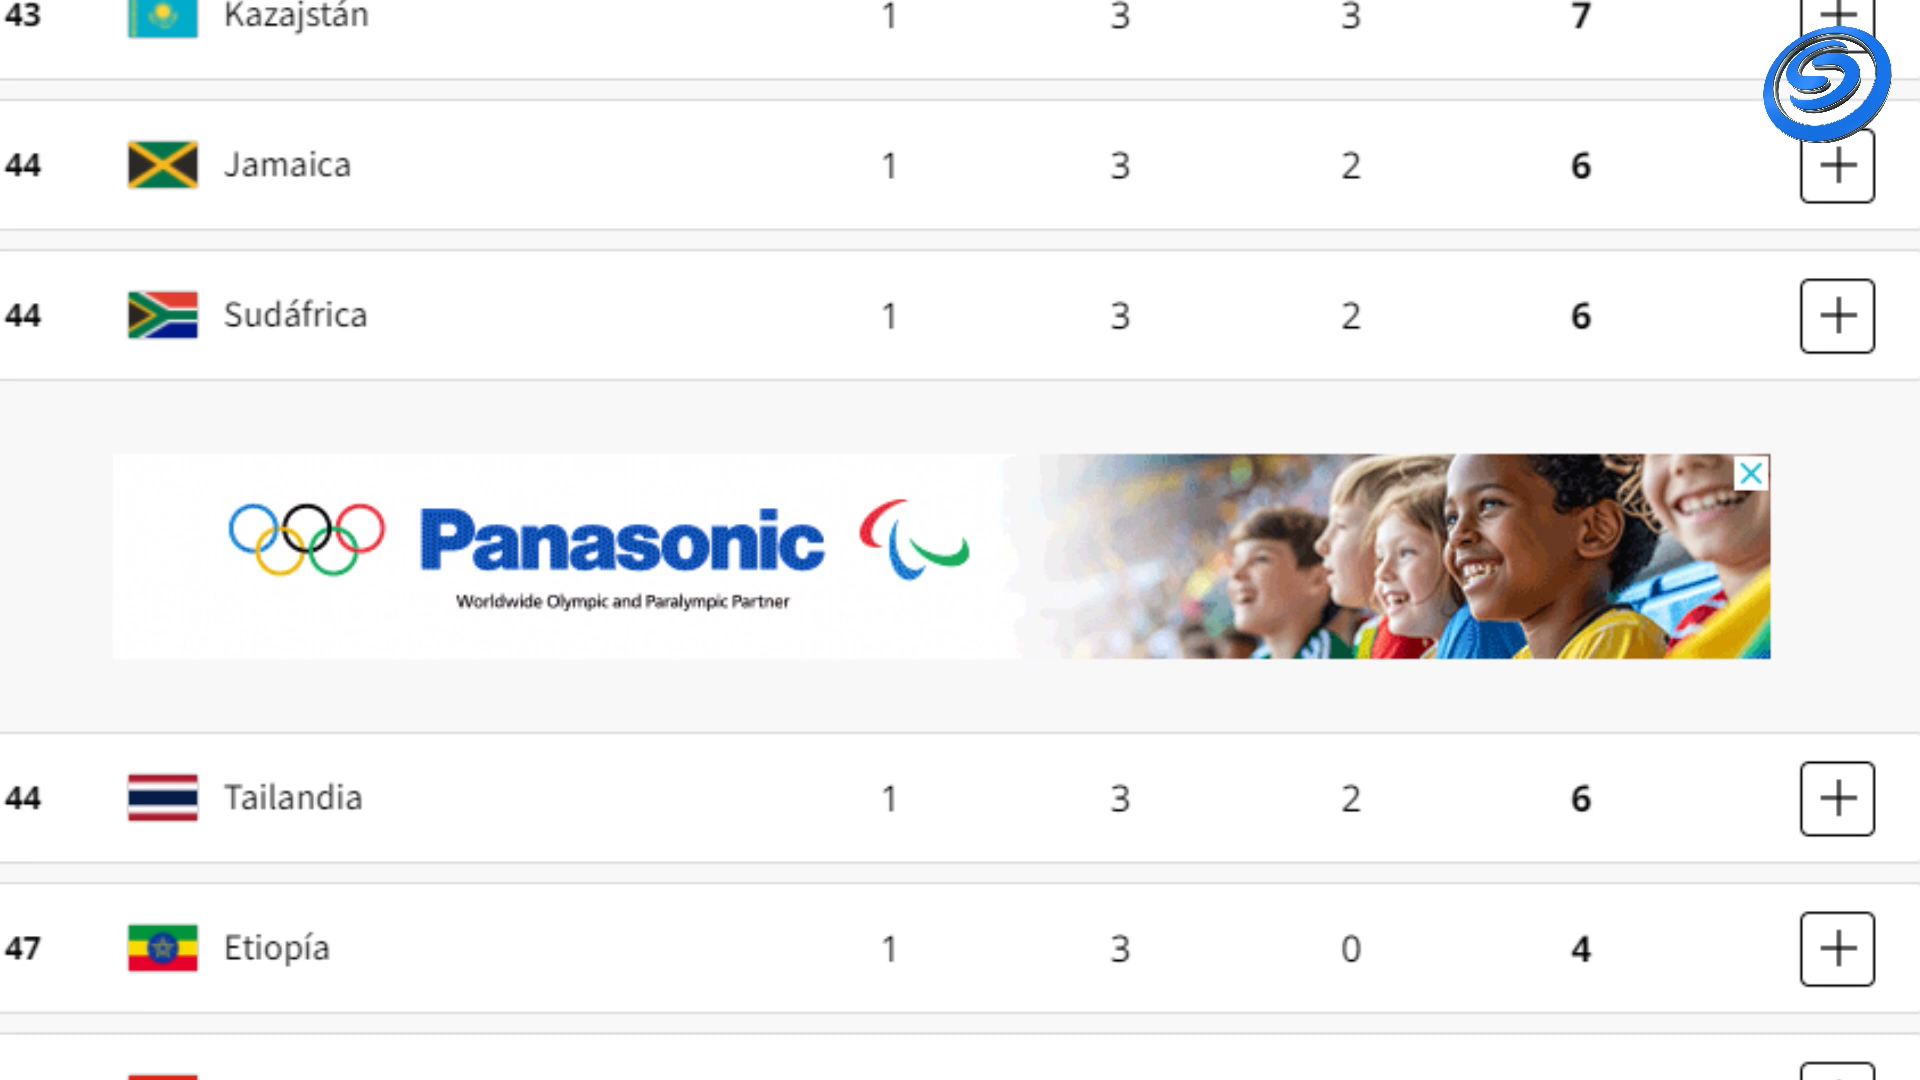 43 Kazajstán 1 3 3 7
44 Jamaica 1 3 2 6
44 Sudáfrica 1 3 2 6
Panasonic
Worldwide Olympic and Paralympic Partner
44 Tailandia 1 3 2 6
47 Etiopía 1 3 0 4